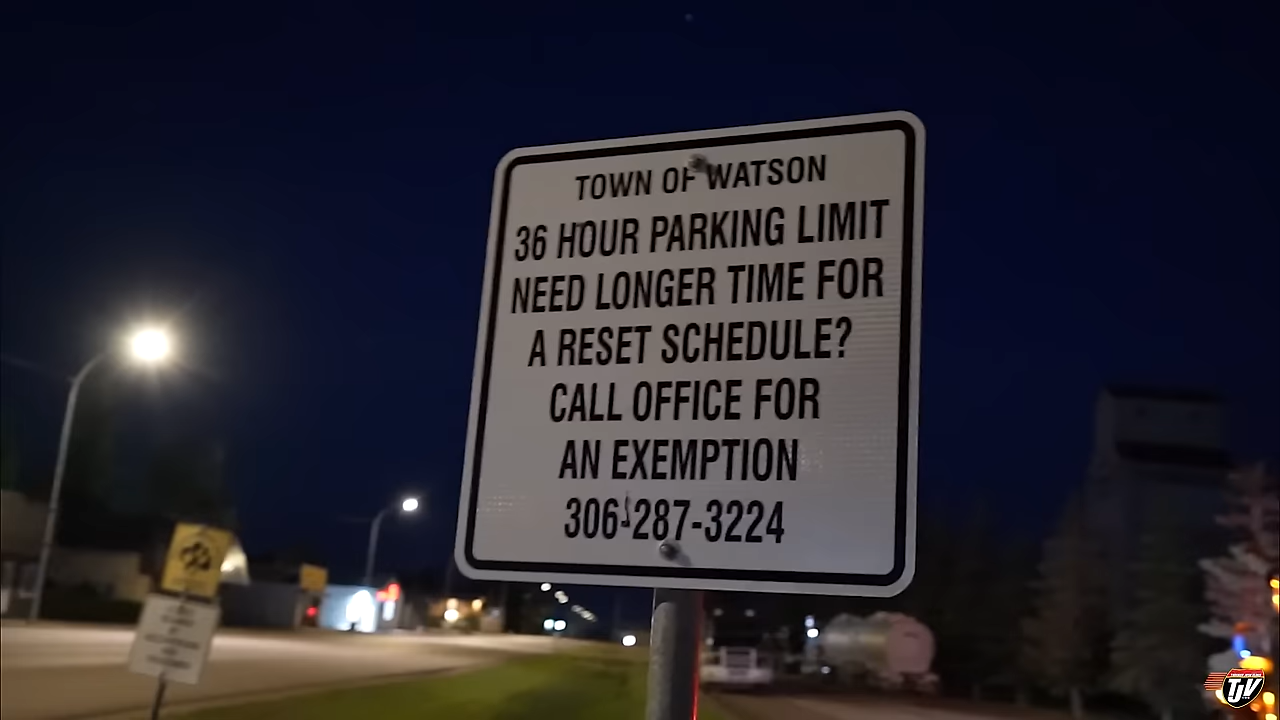 TOWN OF WATSON
36 HOUR PARKING LIMIT
NEED LONGER TIME FOR
A RESET SCHEDULE?
CALL OFFICE FOR
AN EXEMPTION
306-287-3224
TJV